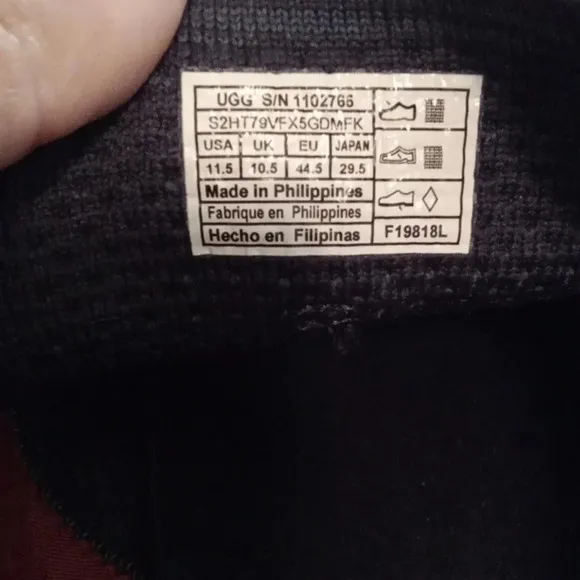 UGG S/N 1102766
S2HT79VFX5GDMFK
USA UK EU JAPAN
11.5 10.5 44.5 29.5
Made in Philippines
Fabrique en Philippines
Hecho en Filipinas F19818L